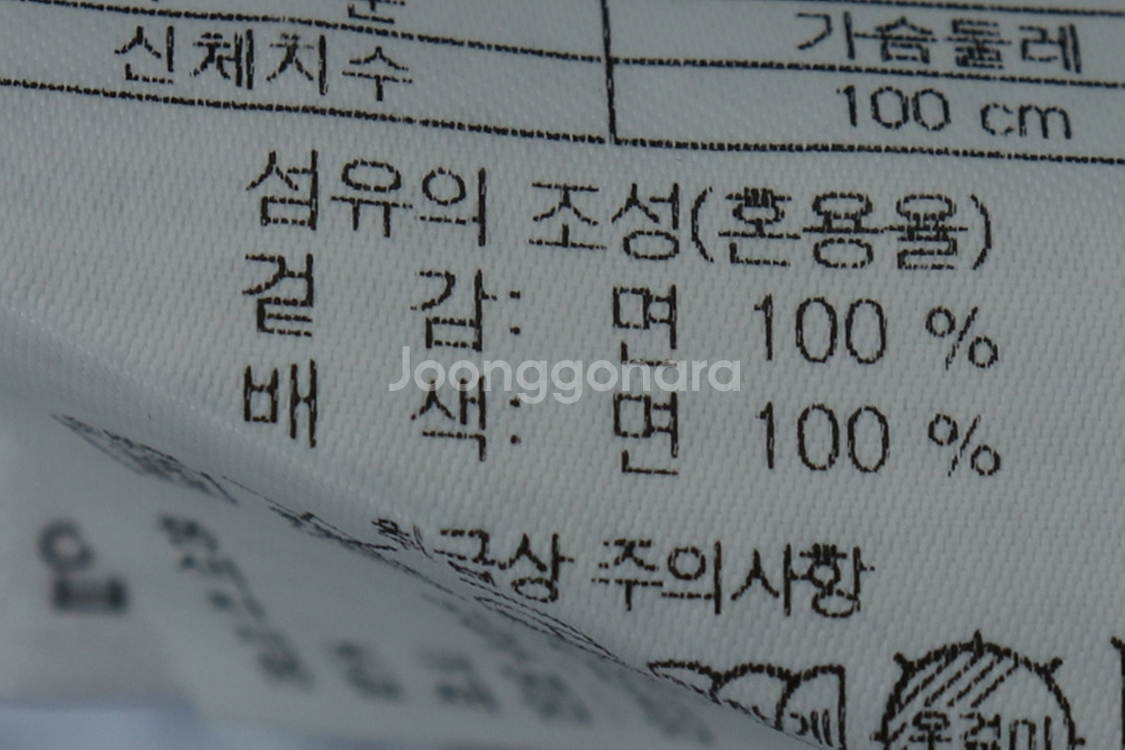 가슴둘레
신체치수
100 cm
섬유의 조성(혼용율)
겉 감: 면 100 %
배 색: 면 100 %
Joonggonara
취급상 주의사항